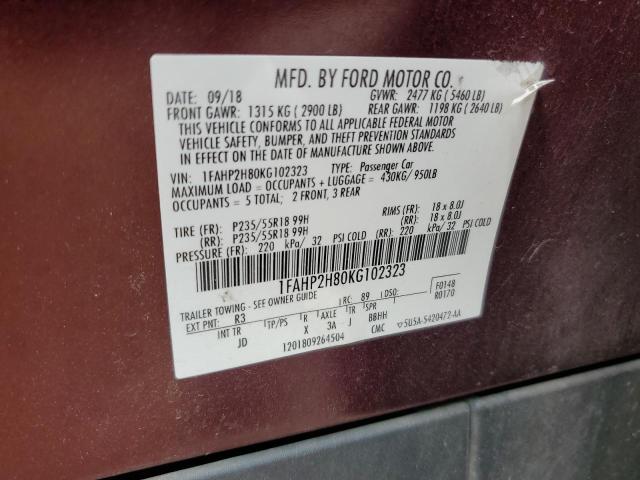 MFD. BY FORD MOTOR CO.
DATE: 09/18 GVWR: 2477 KG ( 5460 LB)
FRONT GAWR: 1315 KG ( 2900 LB) REAR GAWR: 1198 KG ( 2640 LB)
THIS VEHICLE CONFORMS TO ALL APPLICABLE FEDERAL MOTOR
VEHICLE SAFETY, BUMPER, AND THEFT PREVENTION STANDARDS
IN EFFECT ON THE DATE OF MANUFACTURE SHOWN ABOVE.
VIN: 1FAHP2H80KG102323 TYPE: Passenger Car
MAXIMUM LOAD = OCCUPANTS + LUGGAGE = 430KG/ 950LB
OCCUPANTS = 5 TOTAL; 2 FRONT, 3 REAR
TIRE (FR): P235/55R18 99H RIMS (FR): 18 x 8.0J
(RR): P235/55R18 99H (RR): 18 x 8.0J
PRESSURE (FR): 220 kPa/ 32 PSI COLD (RR): 220 kPa/ 32 PSI COLD
1FAHP2H80KG102323
TRAILER TOWING - SEE OWNER GUIDE RC: 89 DSO: F0148
EXT PNT: R3 R0170
INT TR TP/PS R AXLE TR SPR
JD X 3A J BBHH
1201809264504 CMC 5U5A-5420472-AA